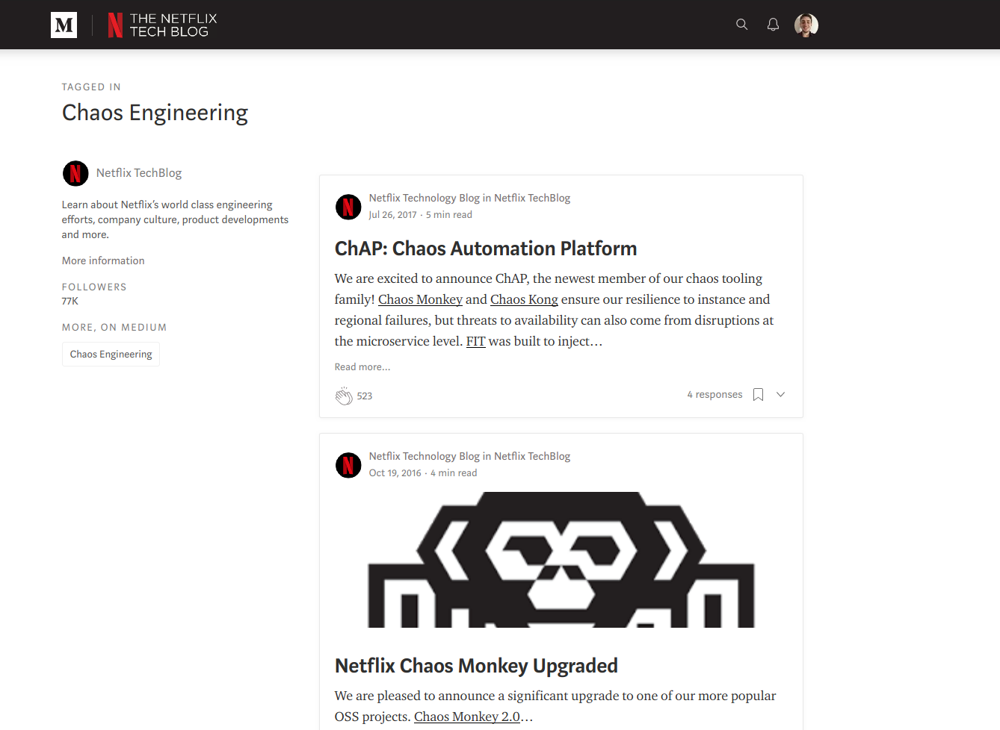 M
THE NETFLIX
TECH BLOG
TAGGED IN
Chaos Engineering
Netflix TechBlog
Learn about Netflix’s world class engineering
efforts, company culture, product developments
and more.
More information
FOLLOWERS
77K
MORE, ON MEDIUM
Chaos Engineering
Netflix Technology Blog in Netflix TechBlog
Jul 26, 2017 · 5 min read
ChAP: Chaos Automation Platform
We are excited to announce ChAP, the newest member of our chaos tooling
family! Chaos Monkey and Chaos Kong ensure our resilience to instance and
regional failures, but threats to availability can also come from disruptions at
the microservice level. FIT was built to inject…
Read more…
523
4 responses
Netflix Technology Blog in Netflix TechBlog
Oct 19, 2016 · 4 min read
Netflix Chaos Monkey Upgraded
We are pleased to announce a significant upgrade to one of our more popular
OSS projects. Chaos Monkey 2.0…